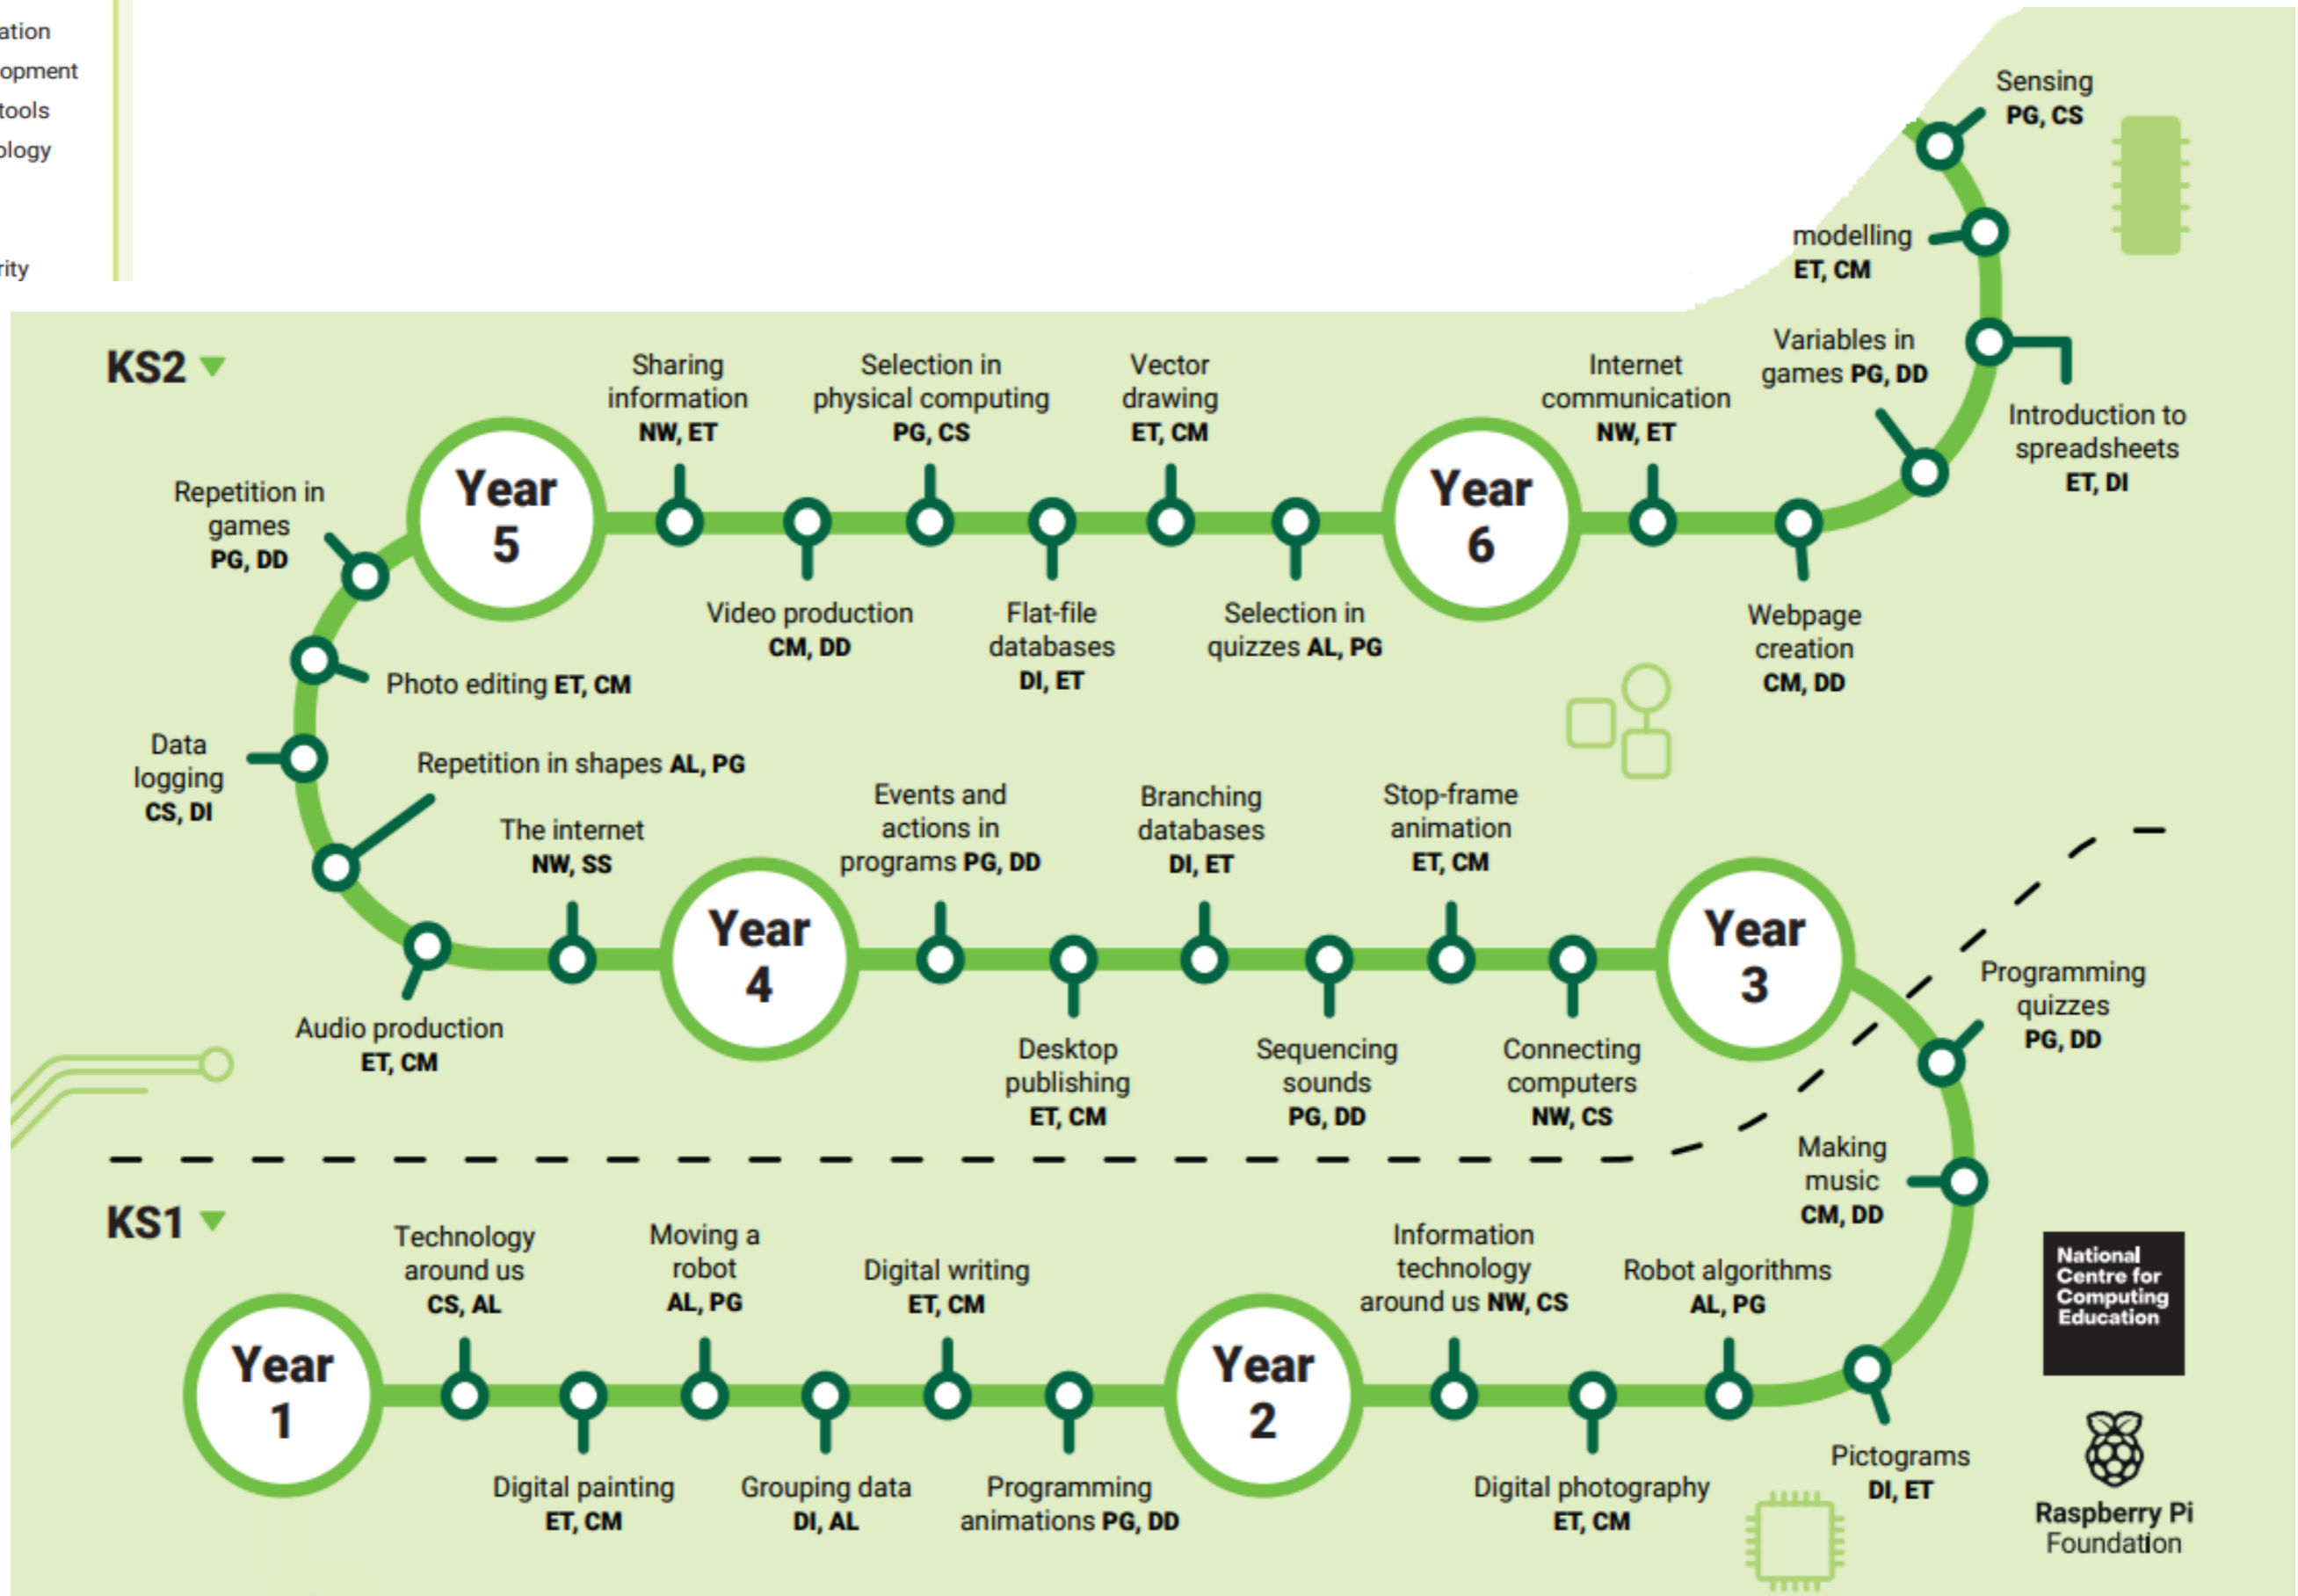 ation
opment
tools
ology
rity
Sensing
PG, CS
modelling
ET, CM
Variables in
games PG, DD
Introduction to
spreadsheets
ET, DI
KS2
Sharing
information
NW, ET
Selection in
physical computing
PG, CS
Vector
drawing
ET, CM
Internet
communication
NW, ET
Repetition in
games
PG, DD
Year
5
Year
6
Video production
CM, DD
Flat-file
databases
DI, ET
Selection in
quizzes AL, PG
Webpage
creation
CM, DD
Photo editing ET, CM
Data
logging
CS, DI
Repetition in shapes AL, PG
The internet
NW, SS
Events and
actions in
programs PG, DD
Branching
databases
DI, ET
Stop-frame
animation
ET, CM
Year
4
Year
3
Programming
quizzes
PG, DD
Audio production
ET, CM
Desktop
publishing
ET, CM
Sequencing
sounds
PG, DD
Connecting
computers
NW, CS
Making
music
CM, DD
KS1
Technology
around us
CS, AL
Moving a
robot
AL, PG
Digital writing
ET, CM
Information
technology
around us NW, CS
Robot algorithms
AL, PG
National
Centre for
Computing
Education
Year
1
Year
2
Digital painting
ET, CM
Grouping data
DI, AL
Programming
animations PG, DD
Digital photography
ET, CM
Pictograms
DI, ET
Raspberry Pi
Foundation